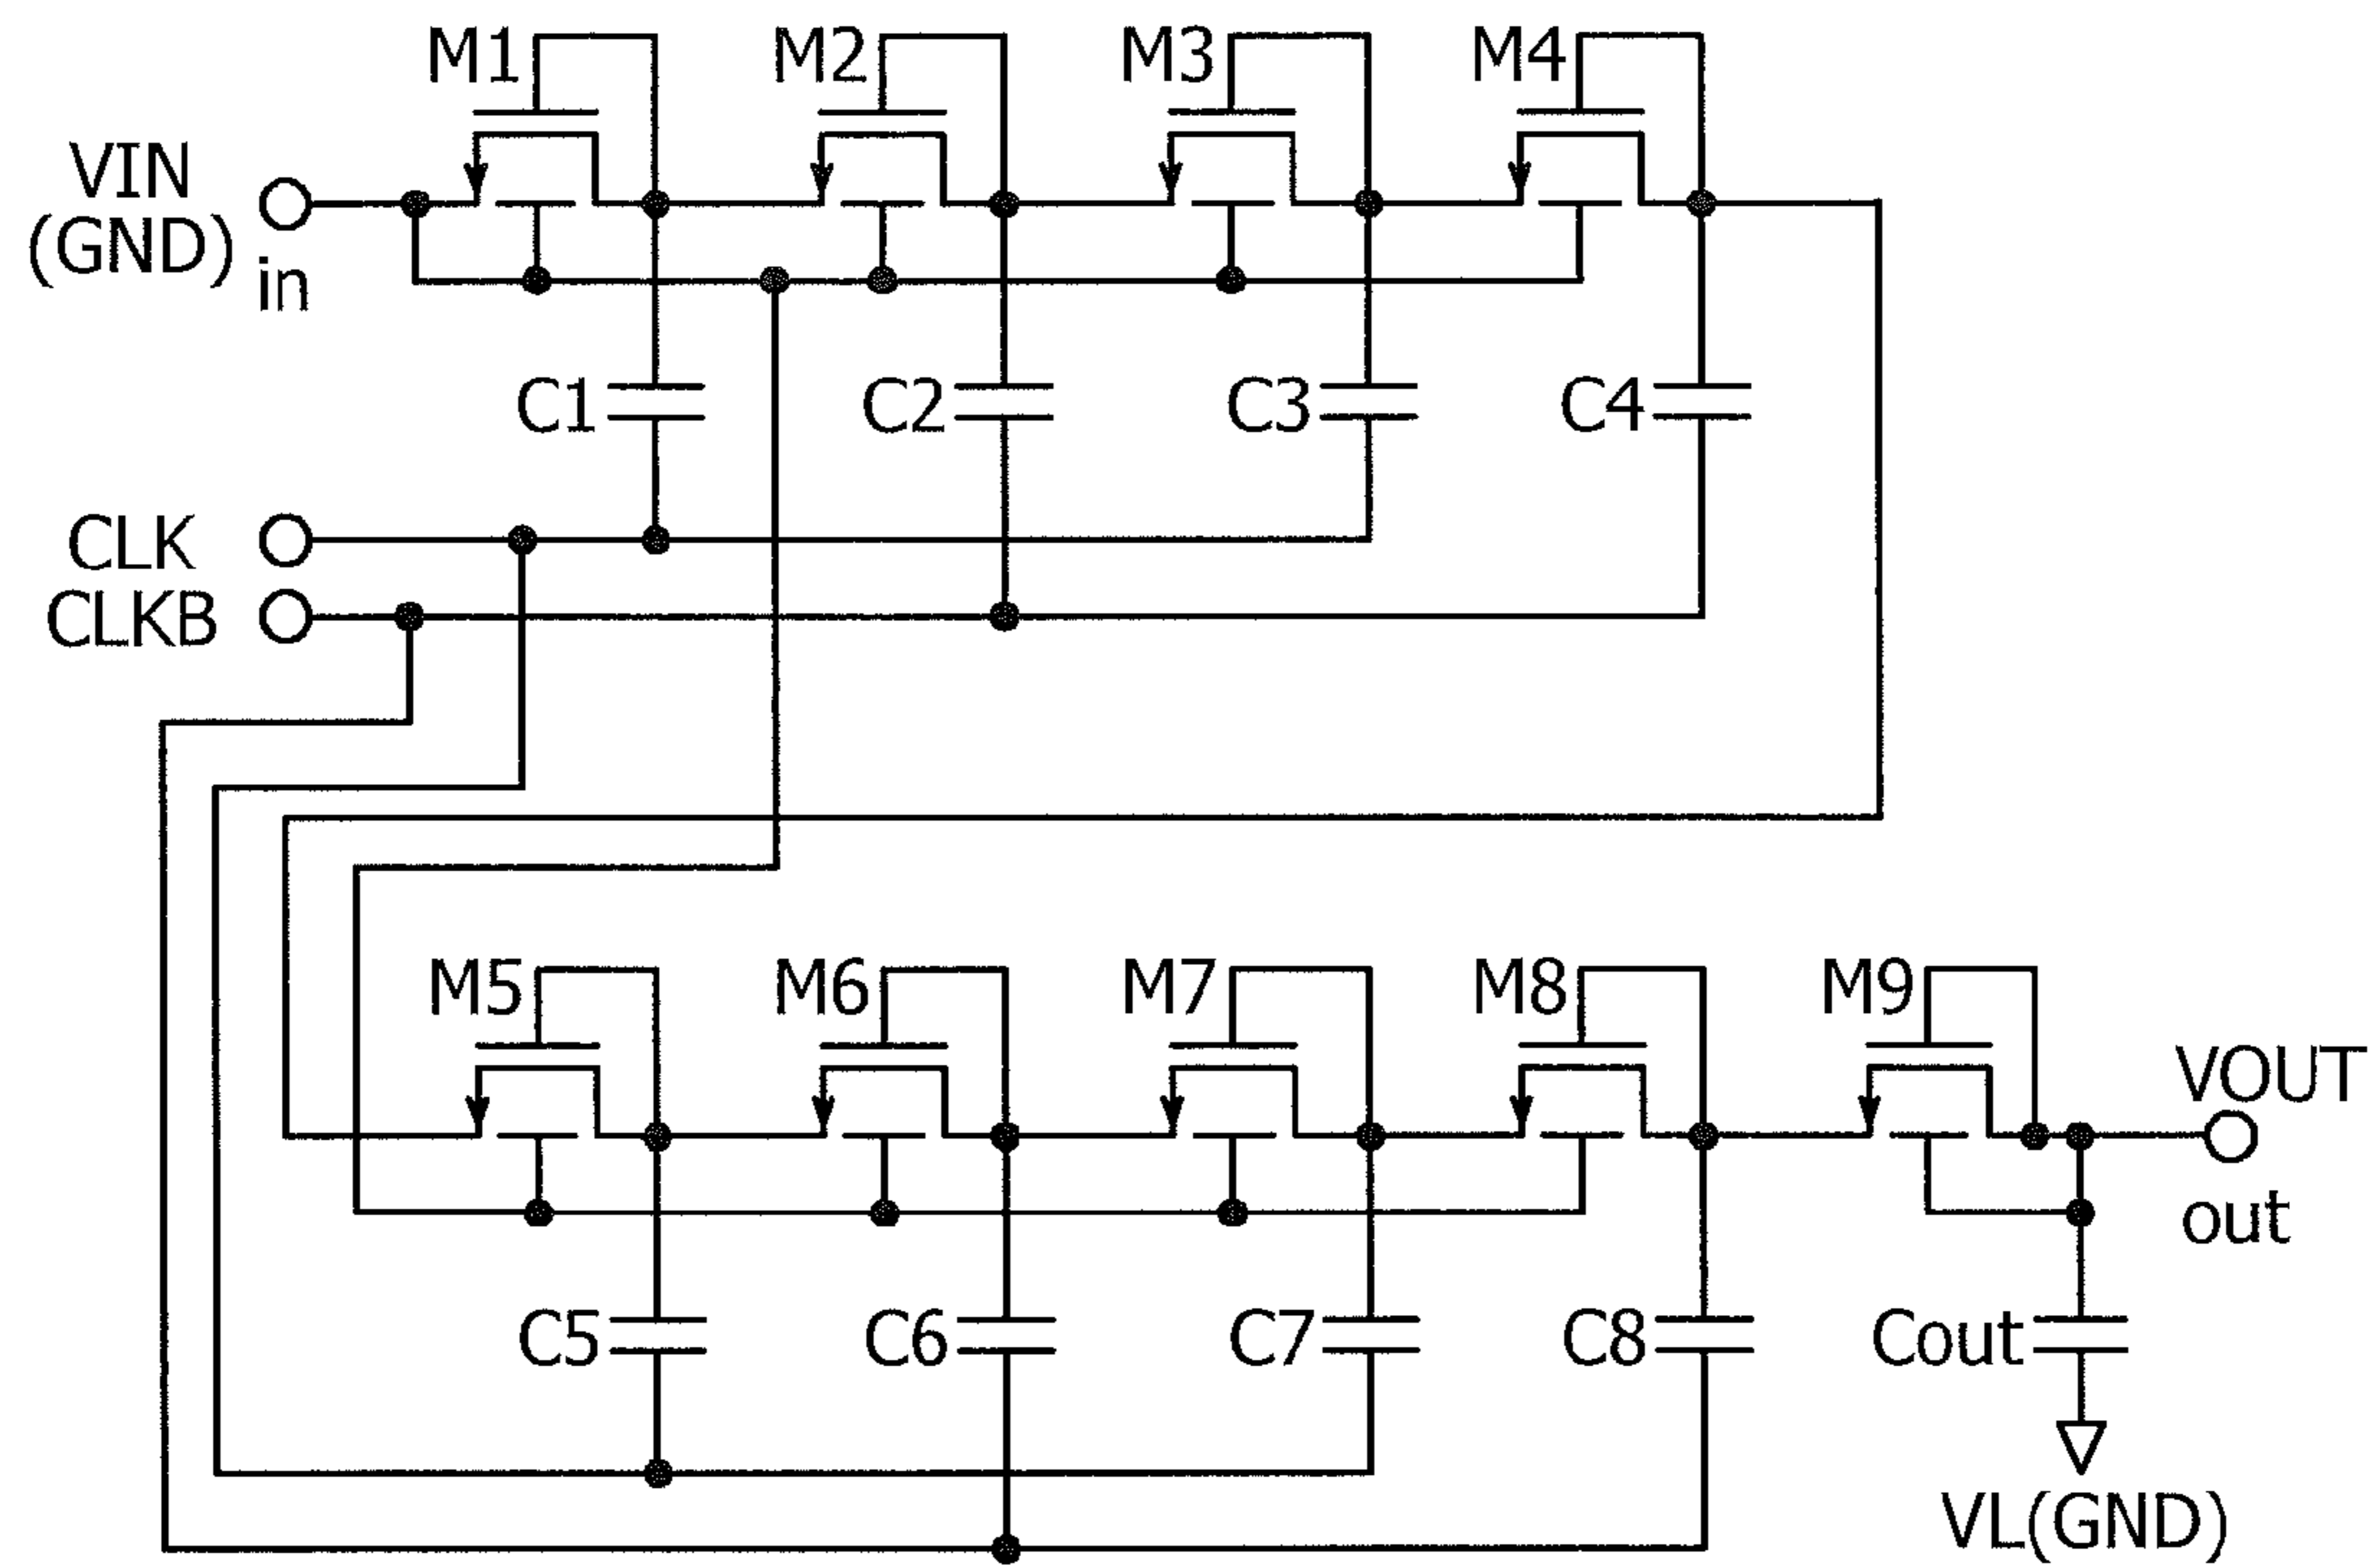 M1
M2
M3
M4
VIN
(GND)
in
C1
C2
C3
C4
CLK
CLKB
M5
M6
M7
M8
M9
VOUT
out
C5
C6
C7
C8
Cout
VL(GND)